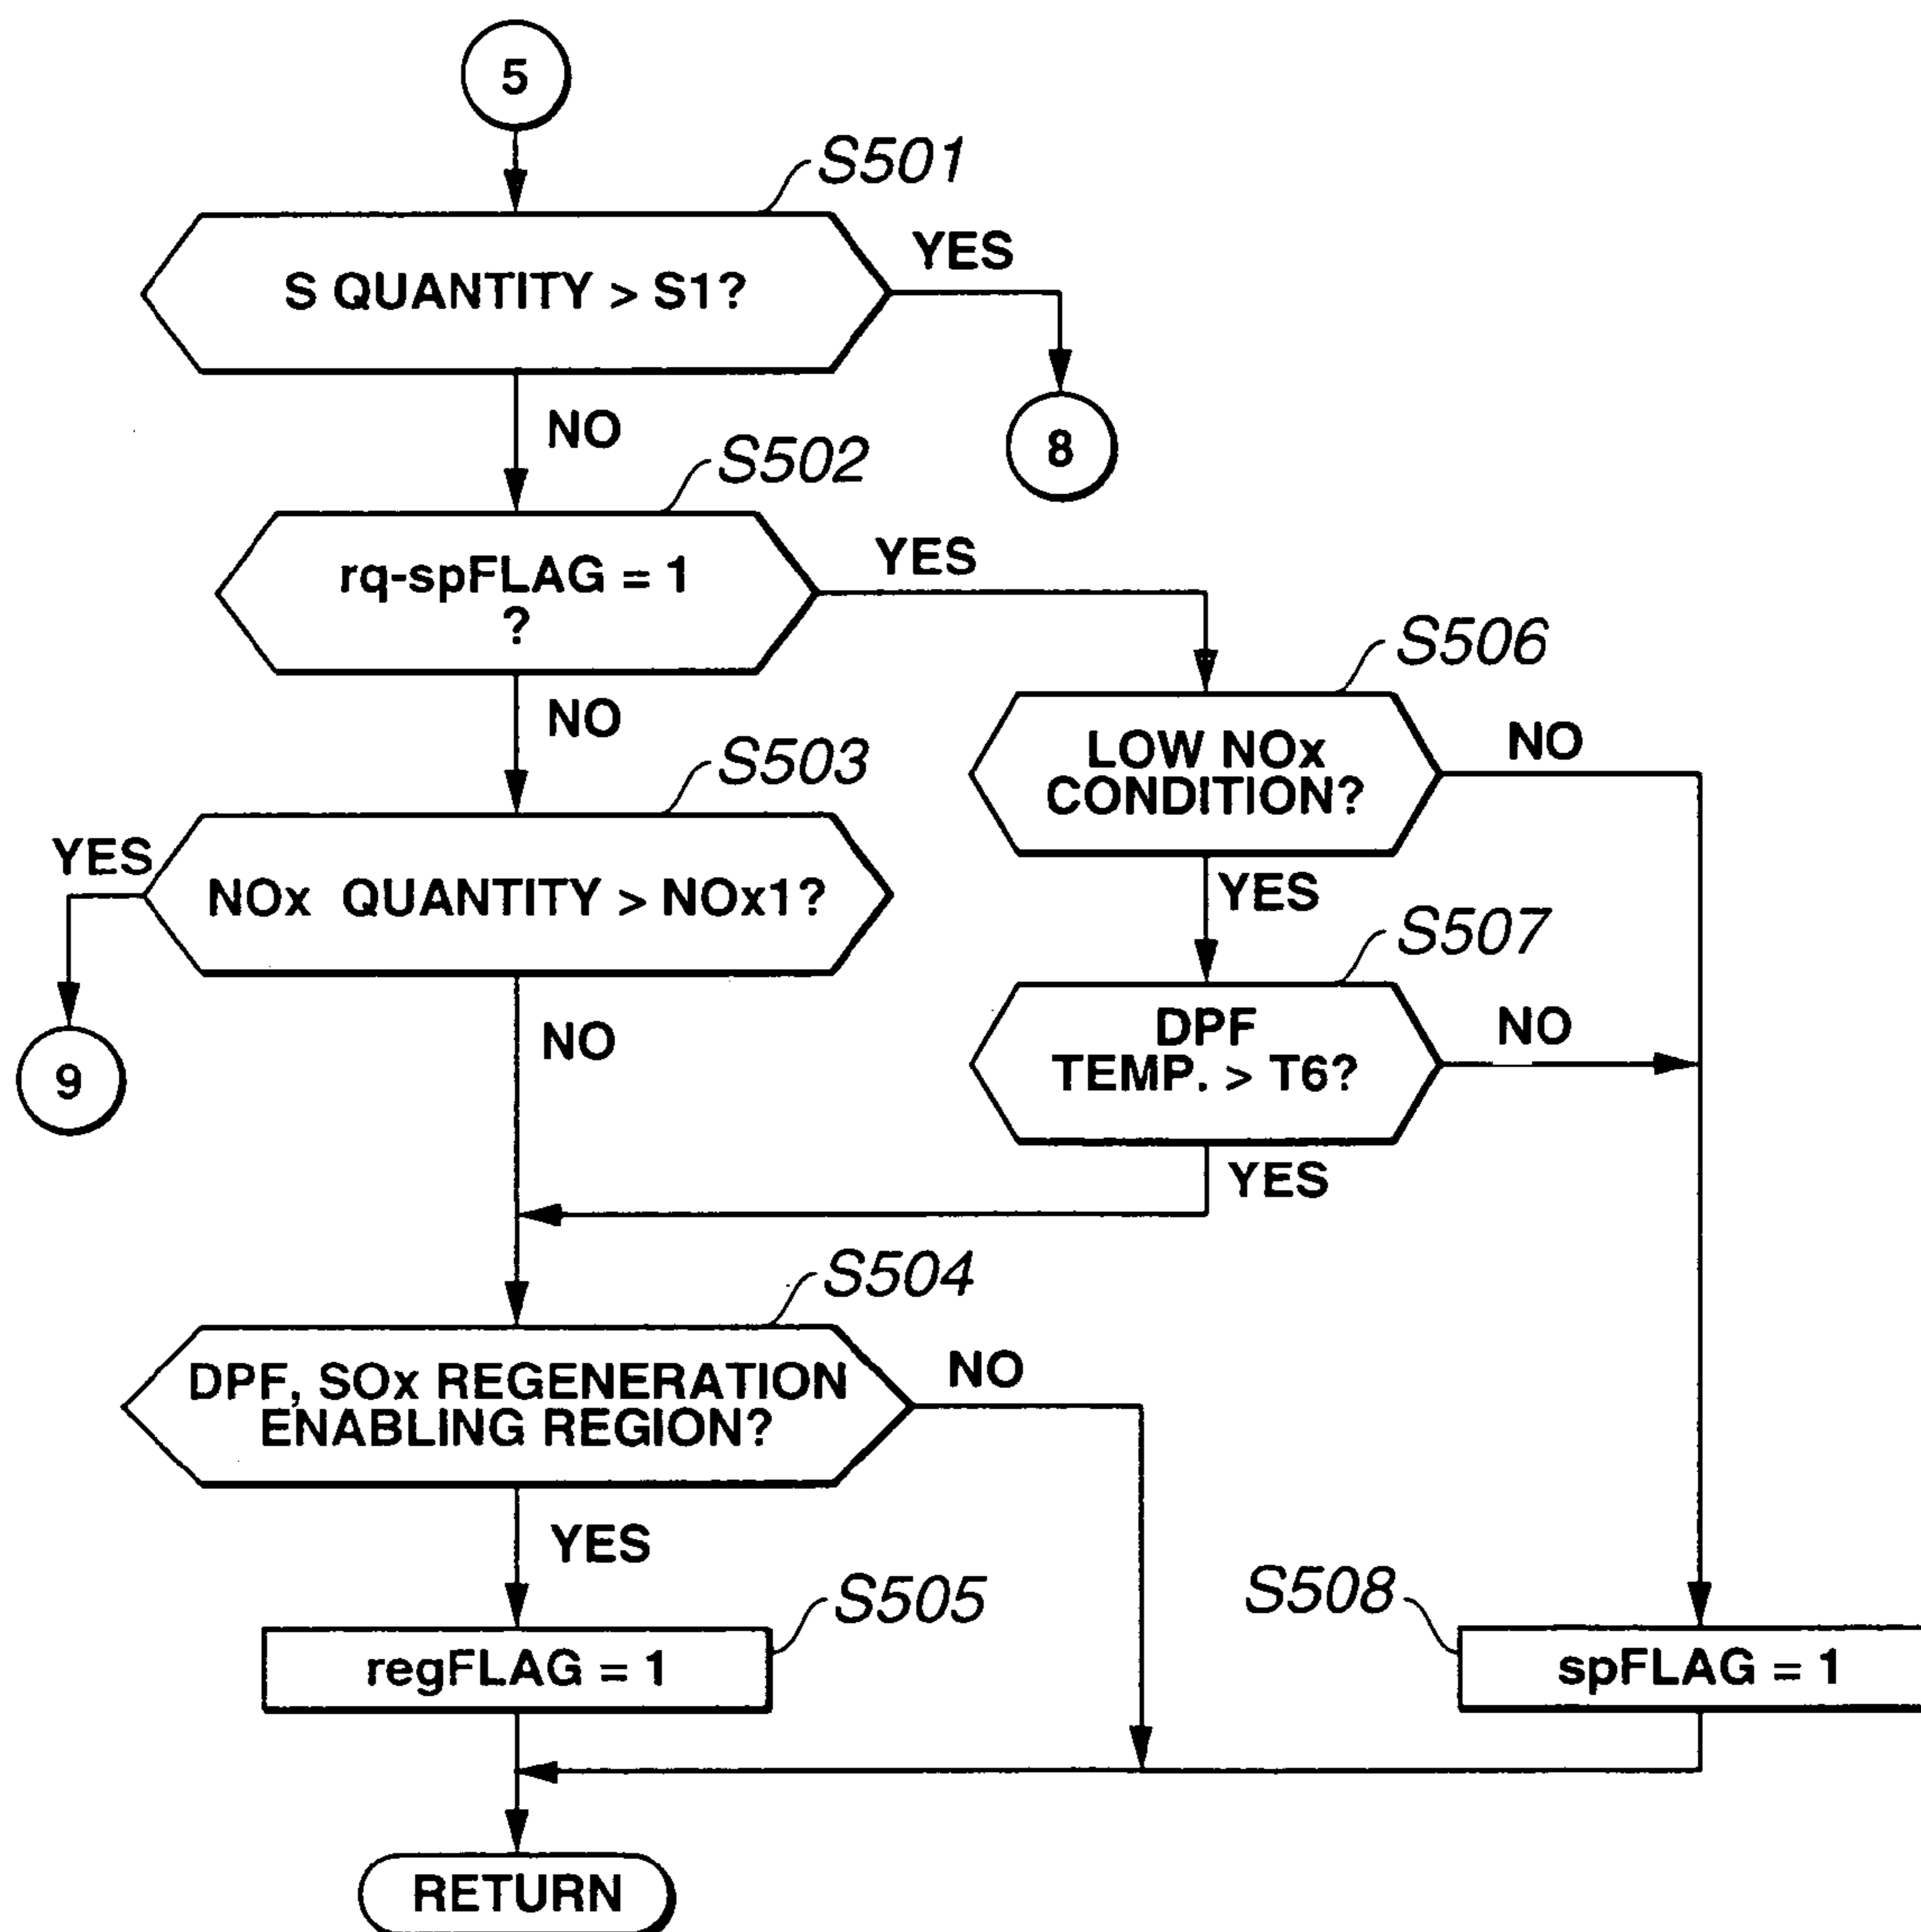 5
S501
S QUANTITY > S1?
YES
8
NO
S502
rq-spFLAG = 1
?
YES
NO
S506
LOW NOx
CONDITION?
NO
YES
S503
YES
NOx QUANTITY > NOx1?
9
NO
S507
DPF
TEMP. > T6?
NO
YES
S504
DPF, SOx REGENERATION
ENABLING REGION?
NO
YES
S505
regFLAG = 1
S508
spFLAG = 1
RETURN